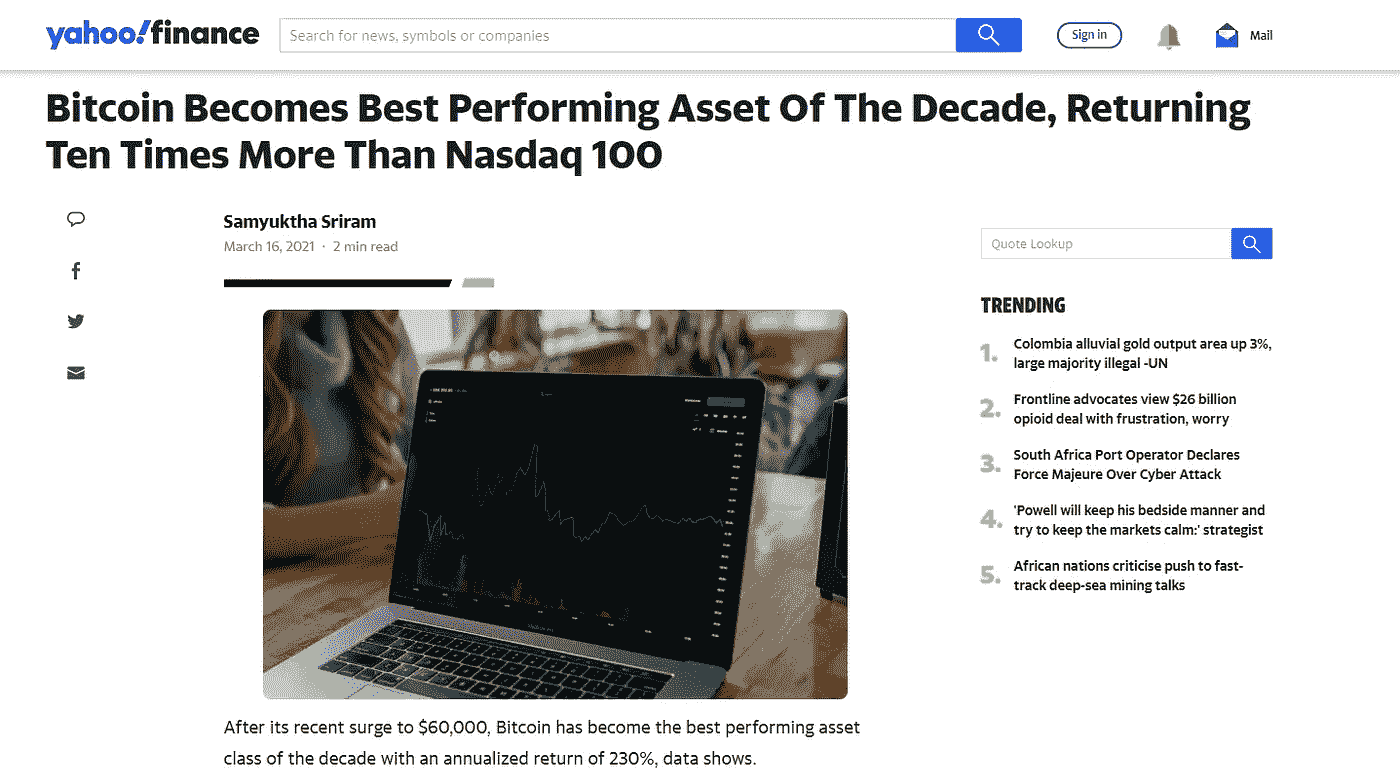 yahoo!finance
Search for news, symbols or companies
Sign in
Mail
Bitcoin Becomes Best Performing Asset Of The Decade, Returning
Ten Times More Than Nasdaq 100
Samyuktha Sriram
March 16, 2021 · 2 min read
Quote Lookup
TRENDING
1. Colombia alluvial gold output area up 3%,
large majority illegal -UN
2. Frontline advocates view $26 billion
opioid deal with frustration, worry
3. South Africa Port Operator Declares
Force Majeure Over Cyber Attack
4. 'Powell will keep his bedside manner and
try to keep the markets calm:' strategist
5. African nations criticise push to fast-
track deep-sea mining talks
After its recent surge to $60,000, Bitcoin has become the best performing asset
class of the decade with an annualized return of 230%, data shows.